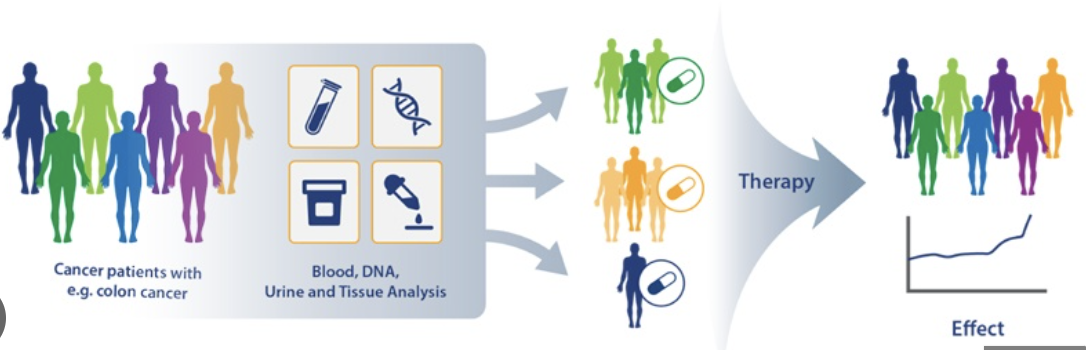 Cancer patients with
e.g. colon cancer
Blood, DNA,
Urine and Tissue Analysis
Therapy
Effect